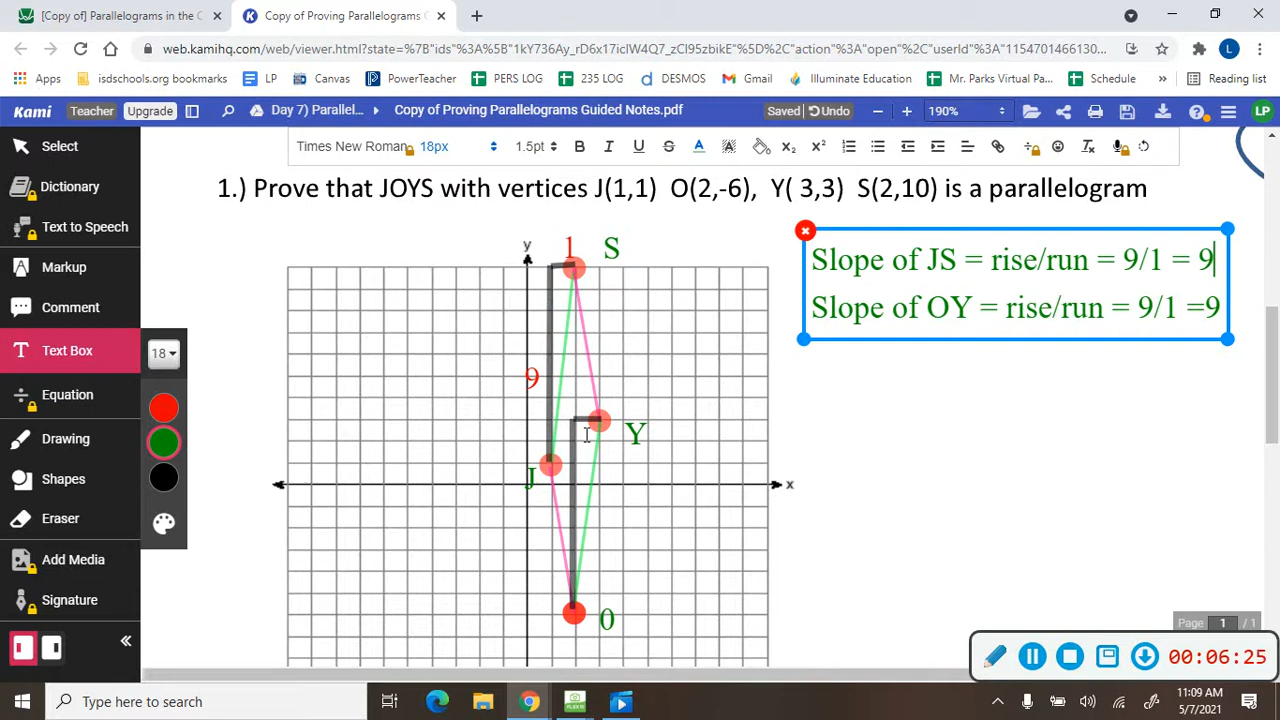 [Copy of] Parallelograms in the C
Copy of Proving Parallelograms G
web.kamihq.com/web/viewer.html?state=%7B"ids"%3A%5B"1kY736Ay_rD6x17icIW4Q7_zCl95zbIkE"%5D%2C"action"%3A"open"%2C"userId"%3A"1154701466130...
Apps isdschools.org bookmarks LP Canvas PowerTeacher PERS LOG 235 LOG DESMOS Gmail Illuminate Education Mr. Parks Virtual Pa... Schedule » Reading list
Kami Teacher Upgrade Day 7) Parallel... Copy of Proving Parallelograms Guided Notes.pdf Saved Undo 190% LP
Select
Dictionary
Text to Speech
Markup
Comment
Text Box
Equation
Drawing
Shapes
Eraser
Add Media
Signature
18
Times New Roman 18px 1.5pt B I U S A A x₂ x²
1.) Prove that JOYS with vertices J(1,1) O(2,-6), Y( 3,3) S(2,10) is a parallelogram
Slope of JS = rise/run = 9/1 = 9
Slope of OY = rise/run = 9/1 =9
y
1
S
9
Y
J
x
0
Page 1 / 1
00:06:25
Type here to search
11:09 AM
5/7/2021